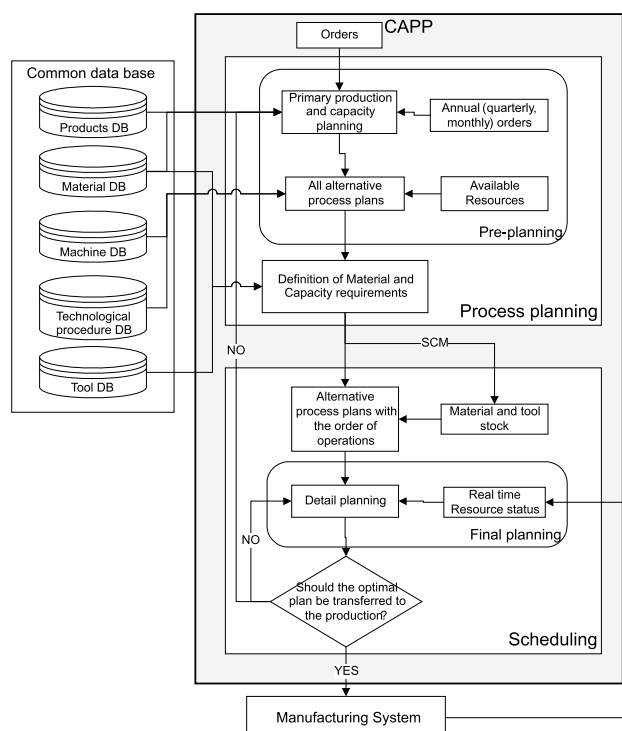 CAPP
Orders
Common data base
Products DB
Material DB
Machine DB
Technological
procedure DB
Tool DB
Primary production
and capacity
planning
Annual (quarterly,
monthly) orders
All alternative
process plans
Available
Resources
Pre-planning
Definition of Material and
Capacity requirements
Process planning
NO
SCM
Alternative
process plans with
the order of
operations
Material and tool
stock
Detail planning
Real time
Resource status
Final planning
NO
Should the optimal
plan be transferred to
the production?
Scheduling
YES
Manufacturing System